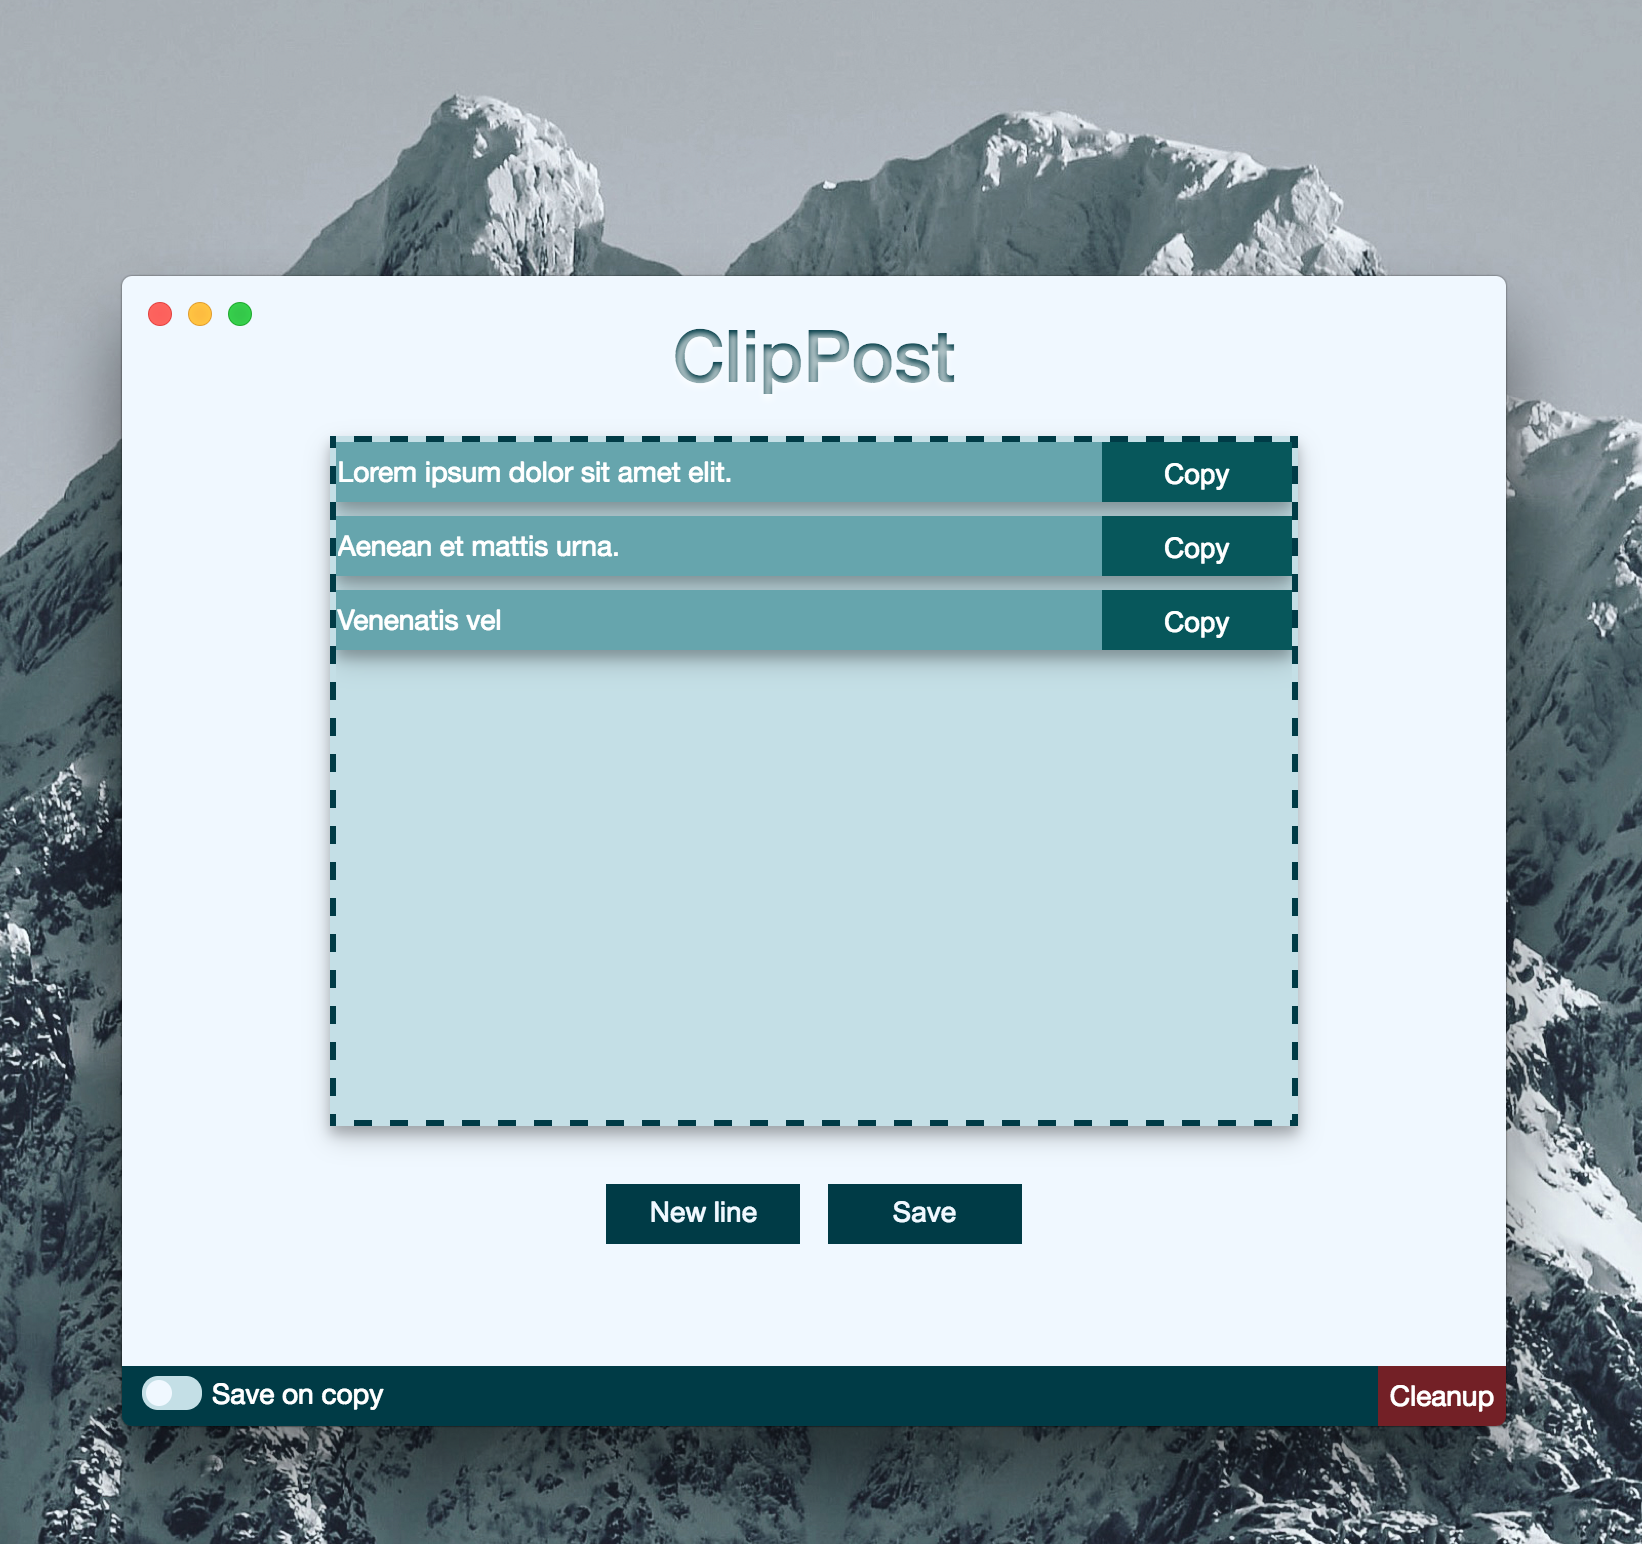 ClipPost
Lorem ipsum dolor sit amet elit.
Copy
Aenean et mattis urna.
Copy
Venenatis vel
Copy
New line
Save
Save on copy
Cleanup